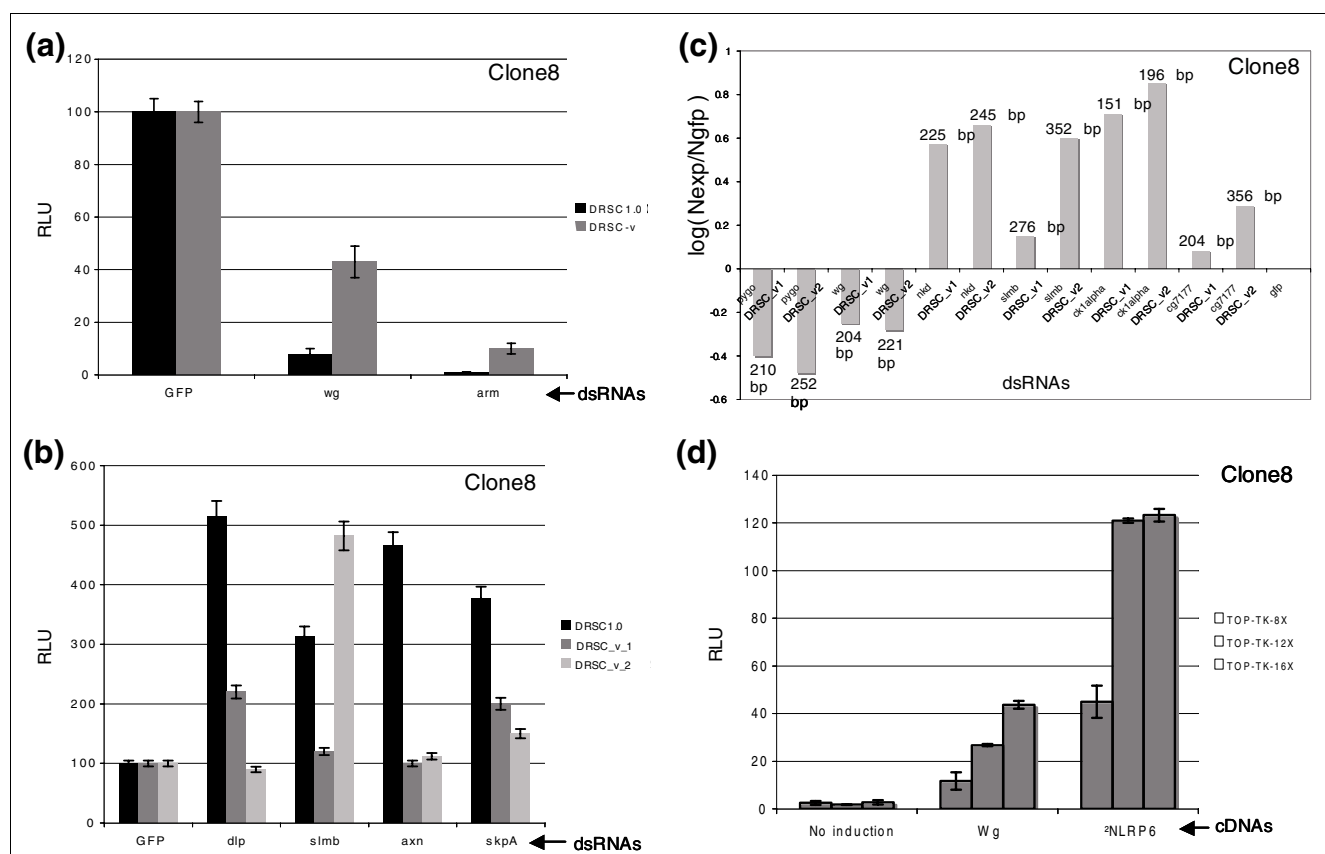 (a)
Clone8
120
100
80
60
40
20
0
RLU
GFP
wg
arm
dsRNAs
DRSC1.0
DRSC-v
(b)
Clone8
600
500
400
300
200
100
0
RLU
GFP
dlp
slmb
axn
skpA
dsRNAs
DRSC1.0
DRSC_v_1
DRSC_v_2
(c)
Clone8
1
0.8
0.6
0.4
0.2
0
-0.2
-0.4
-0.6
log(Nexp/Ngfp )
225 bp
245 bp
276 bp
352 bp
151 bp
196 bp
204 bp
356 bp
pygo
DRSC_v1
pygo
DRSC_v2
wg
DRSC_v1
wg
DRSC_v2
nkd
DRSC_v1
nkd
DRSC_v2
slmb
DRSC_v1
slmb
DRSC_v2
ck1alpha
DRSC_v1
ck1alpha
DRSC_v2
cg7177
DRSC_v1
cg7177
DRSC_v2
gfp
210
bp
252
bp
204
bp
221
bp
dsRNAs
(d)
Clone8
140
120
100
80
60
40
20
0
RLU
No induction
Wg
²NLRP6
cDNAs
TOP-TK-8X
TOP-TK-12X
TOP-TK-16X